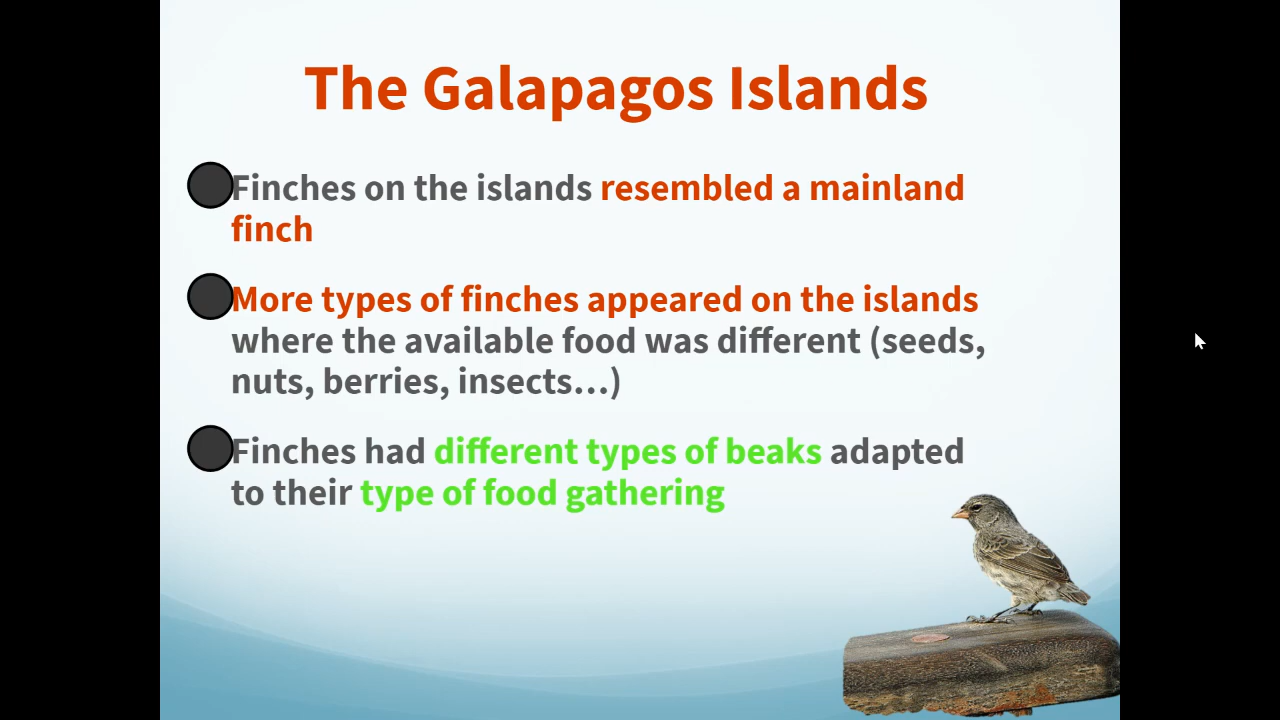 The Galapagos Islands
Finches on the islands resembled a mainland
finch
More types of finches appeared on the islands
where the available food was different (seeds,
nuts, berries, insects...)
Finches had different types of beaks adapted
to their type of food gathering